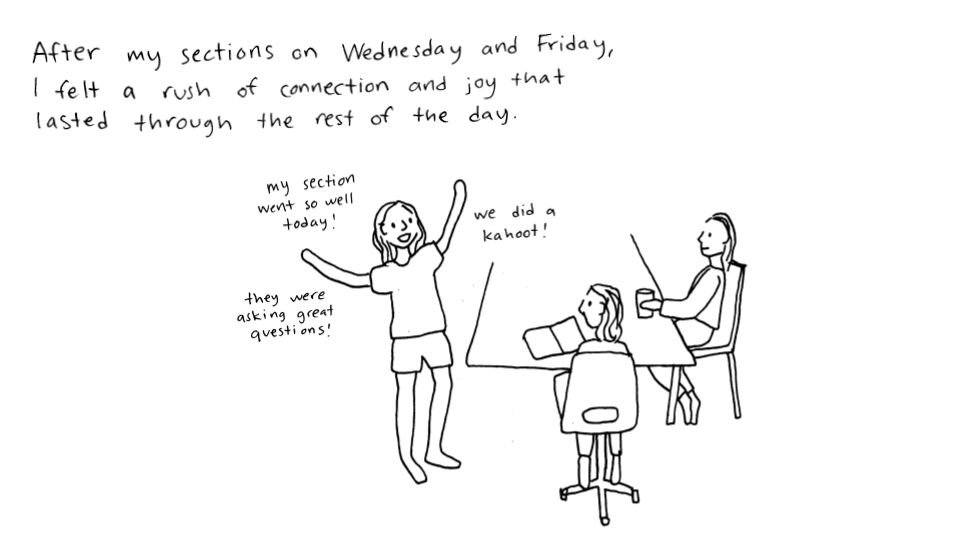 After my sections on Wednesday and Friday,
I felt a rush of connection and joy that
lasted through the rest of the day.
my section
went so well
today!
we did a
kahoot!
they were
asking great
questions!